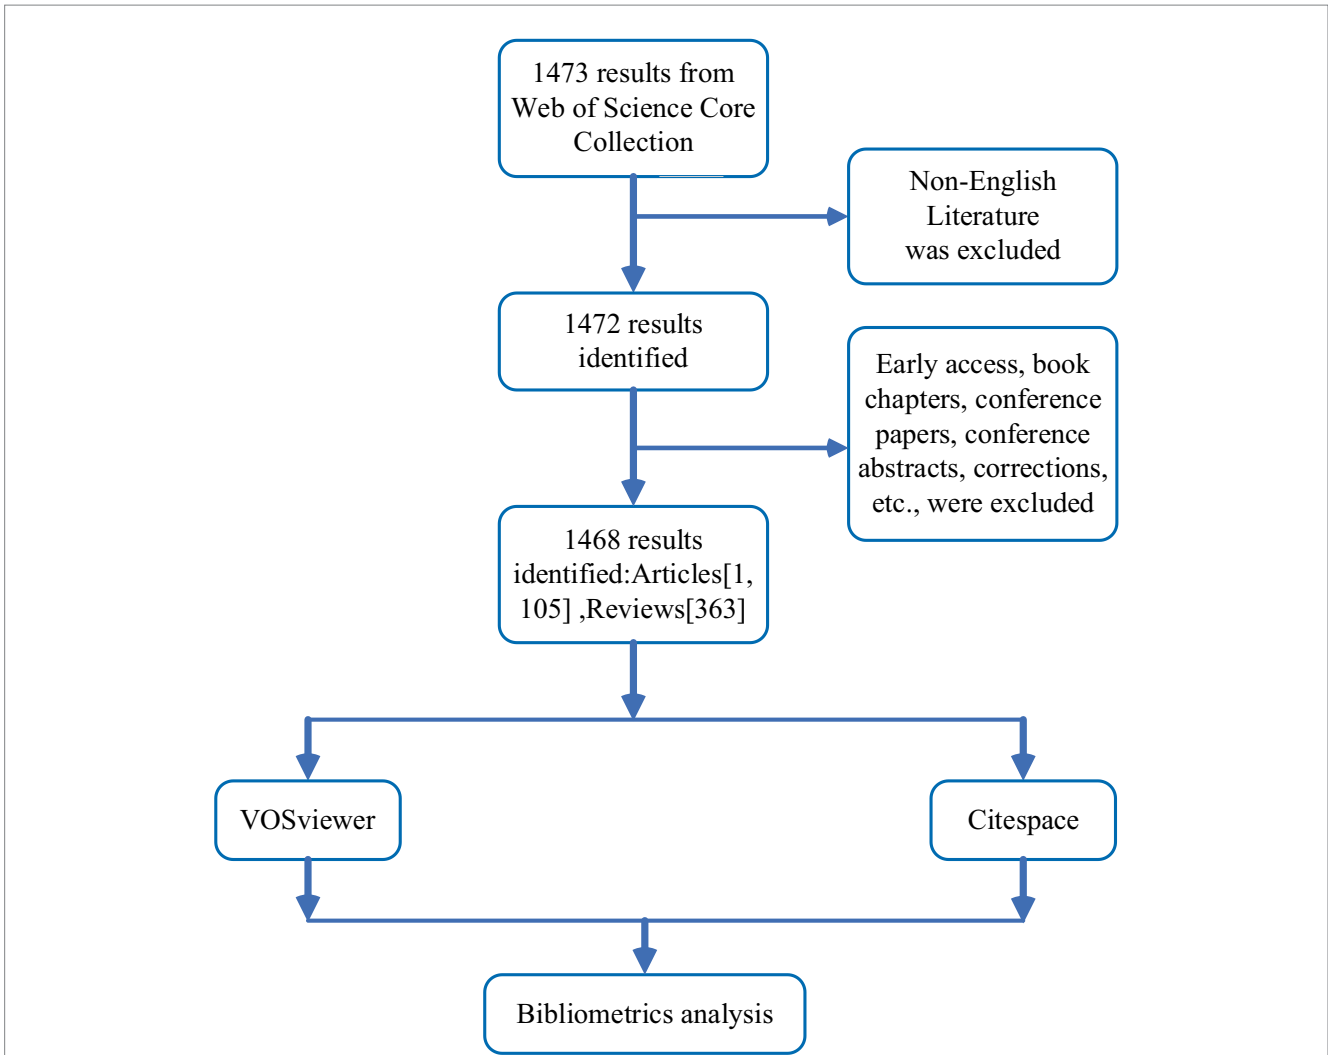 1473 results from
Web of Science Core
Collection
Non-English
Literature
was excluded
1472 results
identified
Early access, book
chapters, conference
papers, conference
abstracts, corrections,
etc., were excluded
1468 results
identified:Articles[1,
105] ,Reviews[363]
VOSviewer
Citespace
Bibliometrics analysis